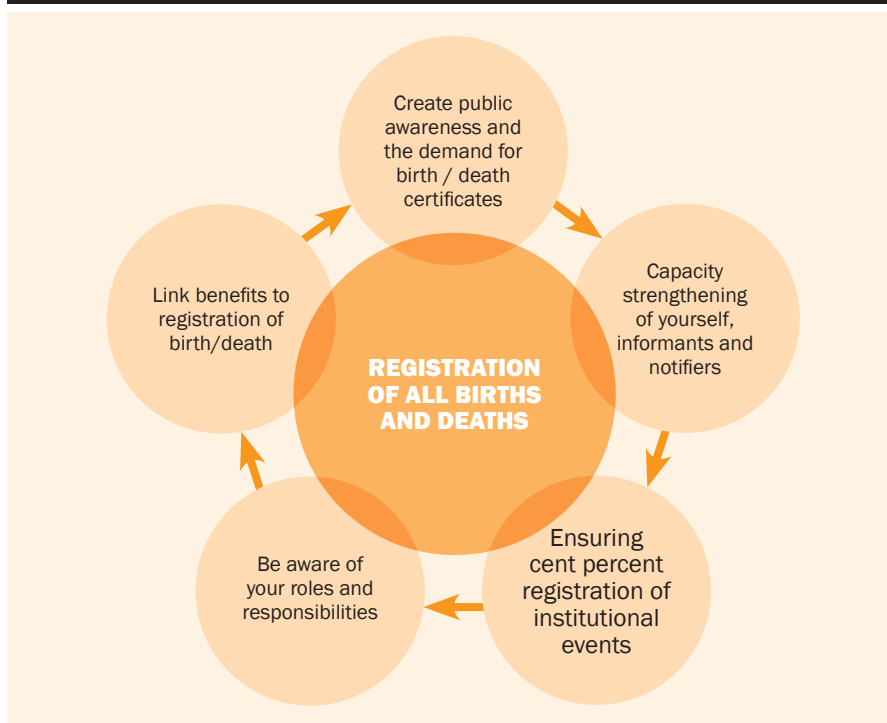 Create public
awareness and
the demand for
birth / death
certificates
Capacity
strengthening
of yourself,
informants and
notifiers
Ensuring
cent percent
registration of
institutional
events
Be aware of
your roles and
responsibilities
Link benefits to
registration of
birth/death
REGISTRATION
OF ALL BIRTHS
AND DEATHS